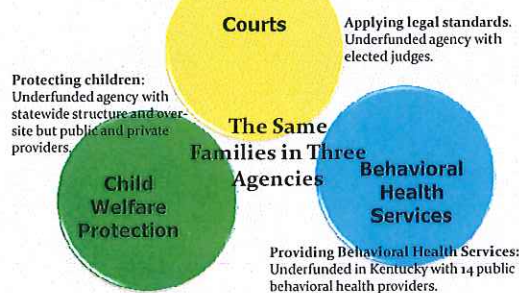 Courts
Applying legal standards.
Underfunded agency with
elected judges.
Protecting children:
Underfunded agency with
statewide structure and over-
site but public and private
providers.
The Same
Families in Three
Agencies
Child
Welfare
Protection
Behavioral
Health
Services
Providing Behavioral Health Services:
Underfunded in Kentucky with 14 public
behavioral health providers.